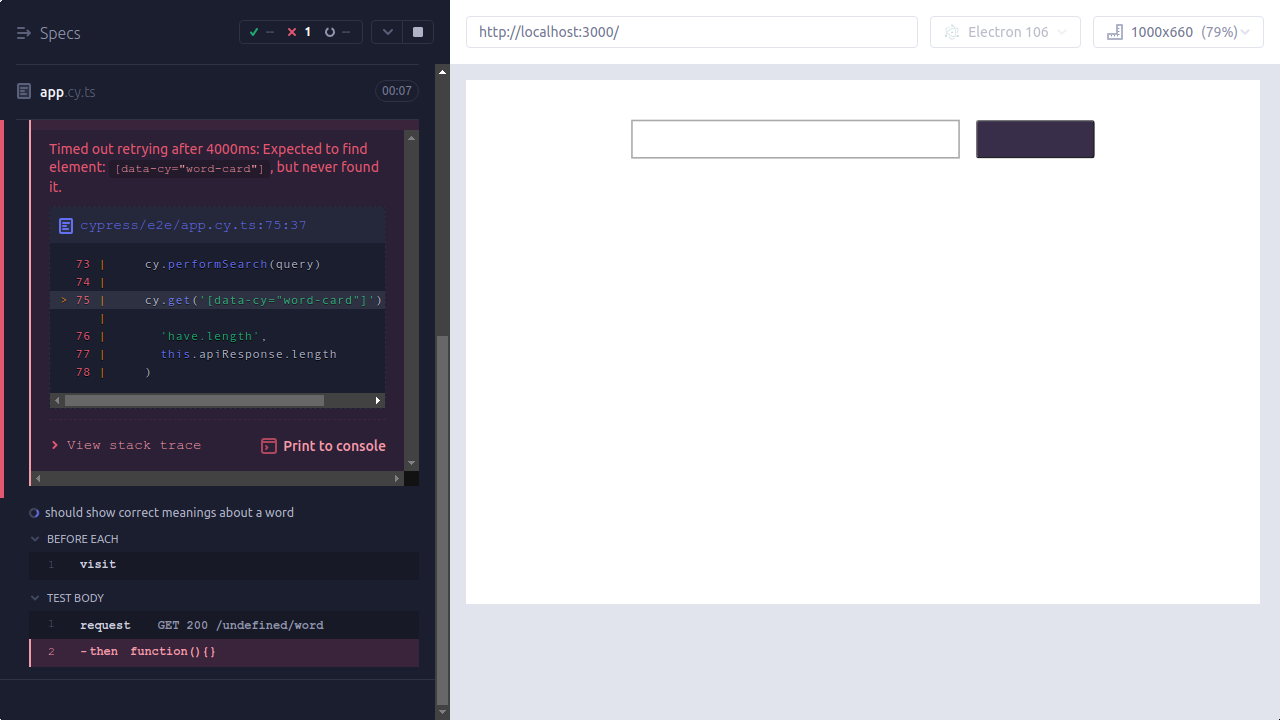 Specs
-- 1 --
http://localhost:3000/
Electron 106
1000x660 (79%)
app.cy.ts
00:07
Timed out retrying after 4000ms: Expected to find
element: [data-cy="word-card"], but never found
it.
cypress/e2e/app.cy.ts:75:37
73 | cy.performSearch(query)
74 |
> 75 | cy.get('[data-cy="word-card"]')
|
76 | 'have.length',
77 | this.apiResponse.length
78 | )
View stack trace
Print to console
should show correct meanings about a word
BEFORE EACH
1 visit
TEST BODY
1 request GET 200 /undefined/word
2 -then function(){}